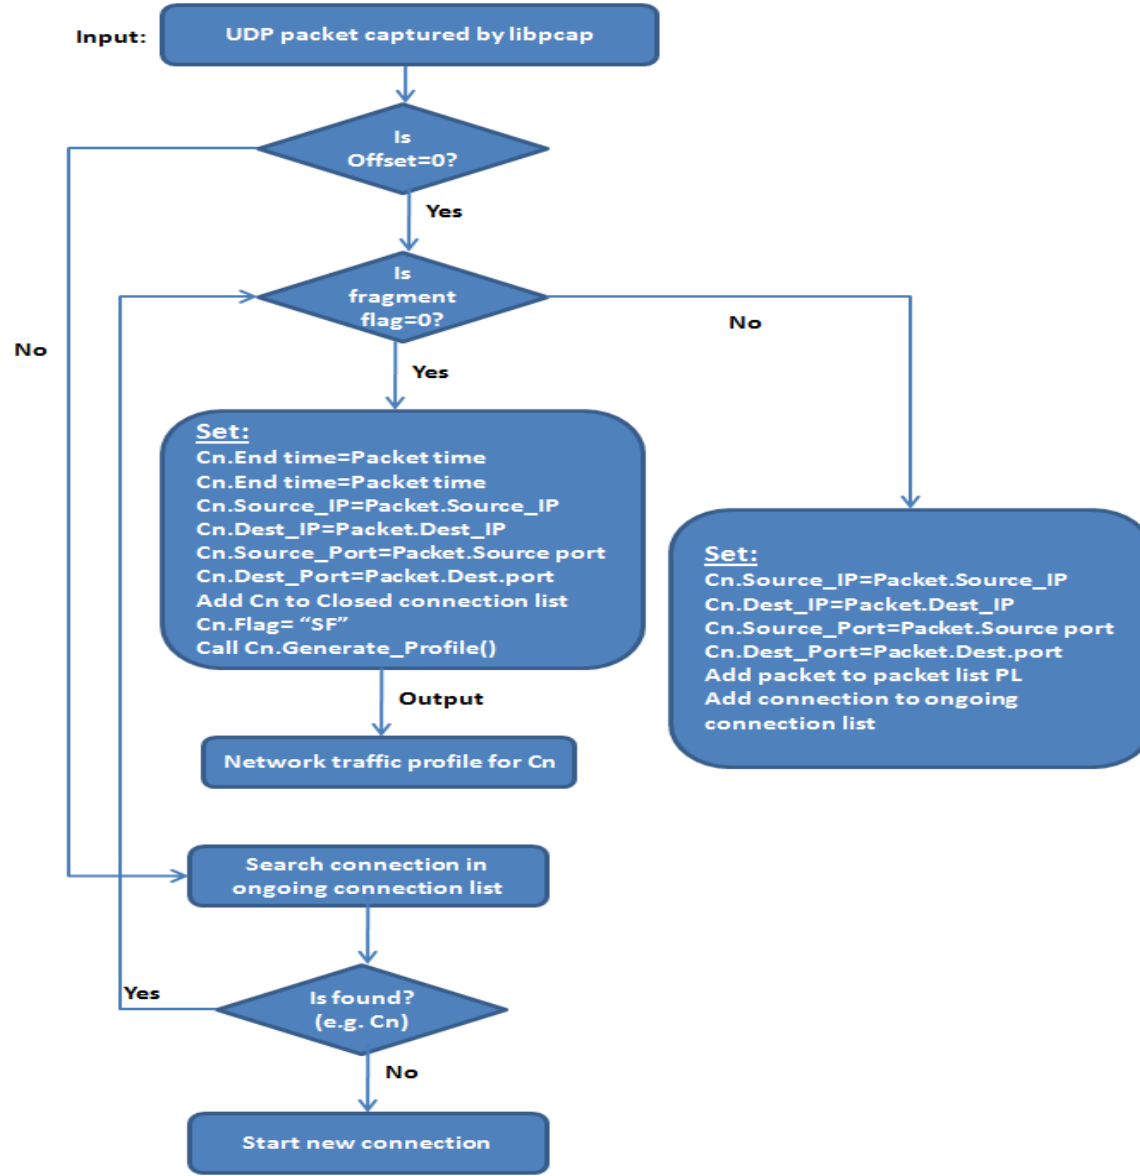 Input:
UDP packet captured by libpcap
Is
Offset=0?
Yes
No
Is
fragment
flag=0?
No
Yes
Set:
Cn.End time=Packet time
Cn.End time=Packet time
Cn.Source_IP=Packet.Source_IP
Cn.Dest_IP=Packet.Dest_IP
Cn.Source_Port=Packet.Source port
Cn.Dest_Port=Packet.Dest.port
Add Cn to Closed connection list
Cn.Flag= “SF”
Call Cn.Generate_Profile()
Set:
Cn.Source_IP=Packet.Source_IP
Cn.Dest_IP=Packet.Dest_IP
Cn.Source_Port=Packet.Source port
Cn.Dest_Port=Packet.Dest.port
Add packet to packet list PL
Add connection to ongoing
connection list
Output
Network traffic profile for Cn
Search connection in
ongoing connection list
Is found?
(e.g. Cn)
Yes
No
Start new connection